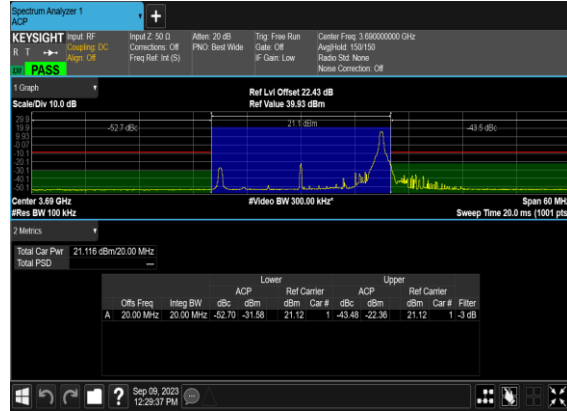 Spectrum Analyzer 1
ACP
+
KEYSIGHT Input: RF Input Z: 50 Ω Atten: 20 dB Trig: Free Run Center Freq: 3.690000000 GHz
R T Coupling: DC Corrections: Off PNO: Best Wide Gate: Off Avg|Hold: 150/150
Align: Off Freq Ref: Int (S) IF Gain: Low Radio Std: None
PASS Noise Correction: Off
1 Graph
Ref Lvl Offset 22.43 dB
Scale/Div 10.0 dB Ref Value 39.93 dBm
29.9
19.9 -52.7 dBc 21.1 dBm -43.5 dBc
9.93
-0.07
-10.1
-20.1
-30.1
-40.1
-50.1
Center 3.69 GHz #Video BW 300.00 kHz* Span 60 MHz
#Res BW 100 kHz Sweep Time 20.0 ms (1001 pts
2 Metrics
Total Car Pwr 21.116 dBm/20.00 MHz
Total PSD ---
Lower Upper
ACP Ref Carrier ACP Ref Carrier
Offs Freq Integ BW dBc dBm dBm Car # dBc dBm dBm Car # Filter
A 20.00 MHz 20.00 MHz -52.70 -31.58 21.12 1 -43.48 -22.36 21.12 1 -3 dB
? Sep 09, 2023
12:29:37 PM